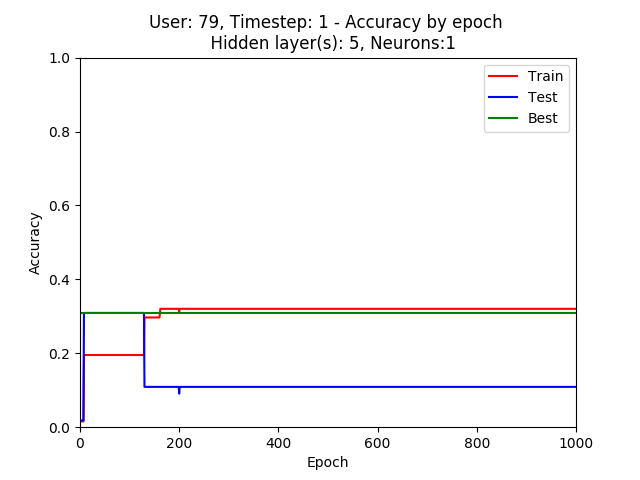 User: 79, Timestep: 1 - Accuracy by epoch
Hidden layer(s): 5, Neurons:1
1.0
0.8
0.6
0.4
0.2
0.0
Accuracy
Train
Test
Best
0 200 400 600 800 1000
Epoch